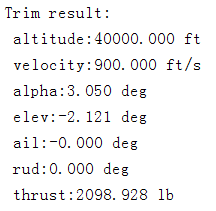 Trim result:
altitude:40000.000 ft
velocity:900.000 ft/s
alpha:3.050 deg
elev:-2.121 deg
ail:-0.000 deg
rud:0.000 deg
thrust:2098.928 lb